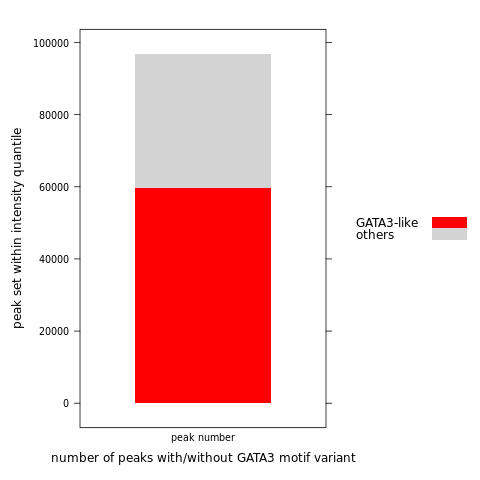 100000
80000
60000
40000
20000
0
peak set within intensity quantile
peak number
number of peaks with/without GATA3 motif variant
GATA3-like
others